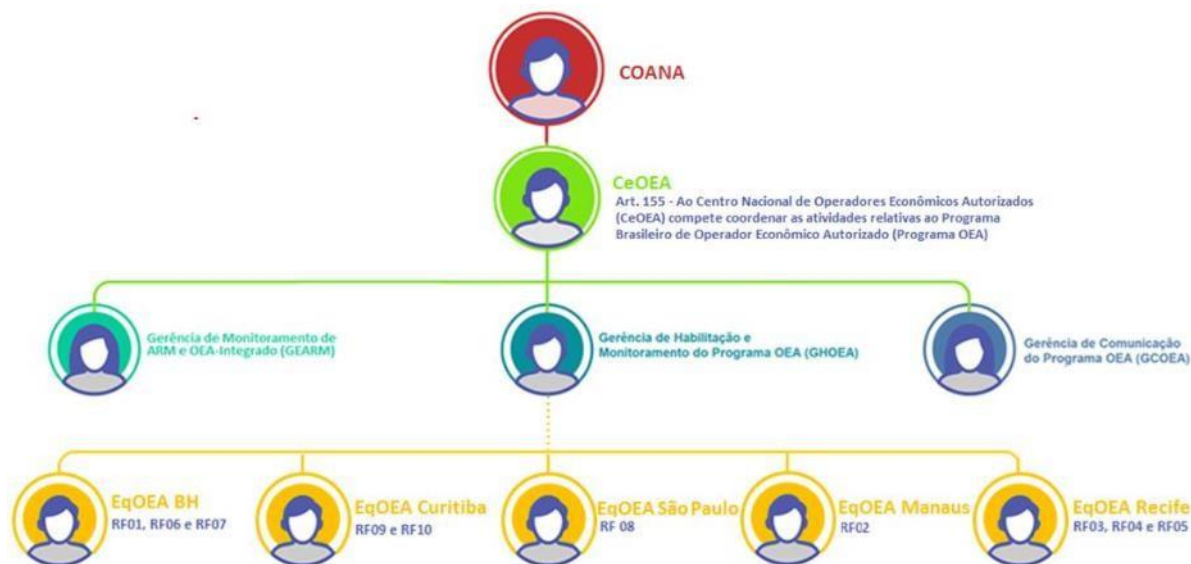 COANA
CeOEA
Art. 155 - Ao Centro Nacional de Operadores Econômicos Autorizados
(CeOEA) compete coordenar as atividades relativas ao Programa
Brasileiro de Operador Econômico Autorizado (Programa OEA)
Gerência de Monitoramento de
ARM e OEA-Integrado (GEARM)
Gerência de Habilitação e
Monitoramento do Programa OEA (GHOEA)
Gerência de Comunicação
do Programa OEA (GCOEA)
EqOEA BH
RF01, RF06 e RF07
EqOEA Curitiba
RF09 e RF10
EqOEA São Paulo
RF 08
EqOEA Manaus
RF02
EqOEA Recife
RF03, RF04 e RF05